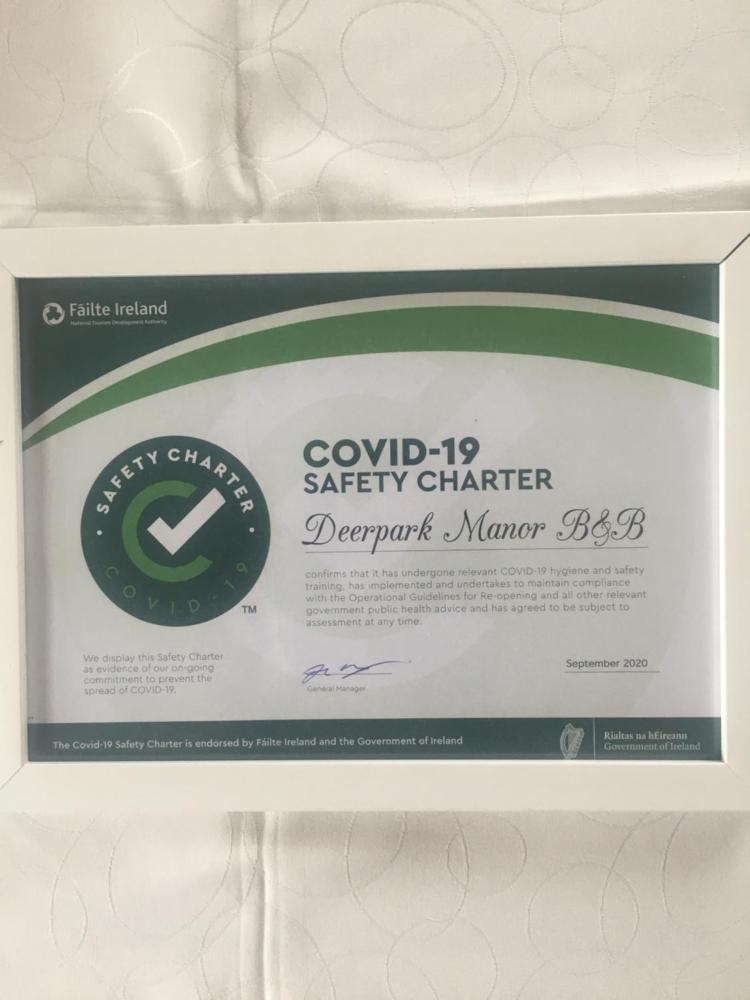 Fáilte Ireland
National Tourism Development Authority
SAFETY CHARTER
COVID-19
TM
COVID-19
SAFETY CHARTER
Deerpark Manor B&B
confirms that it has undergone relevant COVID-19 hygiene and safety
training, has implemented and undertakes to maintain compliance
with the Operational Guidelines for Re-opening and all other relevant
government public health advice and has agreed to be subject to
assessment at any time.
We display this Safety Charter
as evidence of our on-going
commitment to prevent the
spread of COVID-19.
General Manager
September 2020
The Covid-19 Safety Charter is endorsed by Fáilte Ireland and the Government of Ireland
Rialtas na hÉireann
Government of Ireland